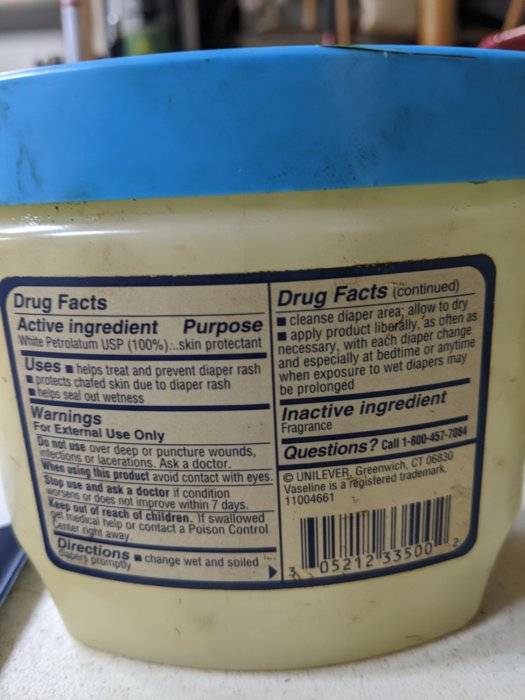 Drug Facts
Active ingredient Purpose
White Petrolatum USP (100%)...skin protectant
Uses ■ helps treat and prevent diaper rash
■ protects chafed skin due to diaper rash
■ helps seal out wetness
Warnings
For External Use Only
Do not use over deep or puncture wounds,
infections or lacerations. Ask a doctor.
When using this product avoid contact with eyes.
Stop use and ask a doctor if condition
worsens or does not improve within 7 days.
Keep out of reach of children. If swallowed
get medical help or contact a Poison Control
Center right away.
Directions ■ change wet and soiled
diapers promptly
Drug Facts (continued)
■ cleanse diaper area; allow to dry
■ apply product liberally, as often as
necessary, with each diaper change
and especially at bedtime or anytime
when exposure to wet diapers may
be prolonged
Inactive ingredient
Fragrance
Questions? Call 1-800-457-7084
© UNILEVER, Greenwich, CT 06830
Vaseline is a registered trademark.
11004661
3 05212 33500 2